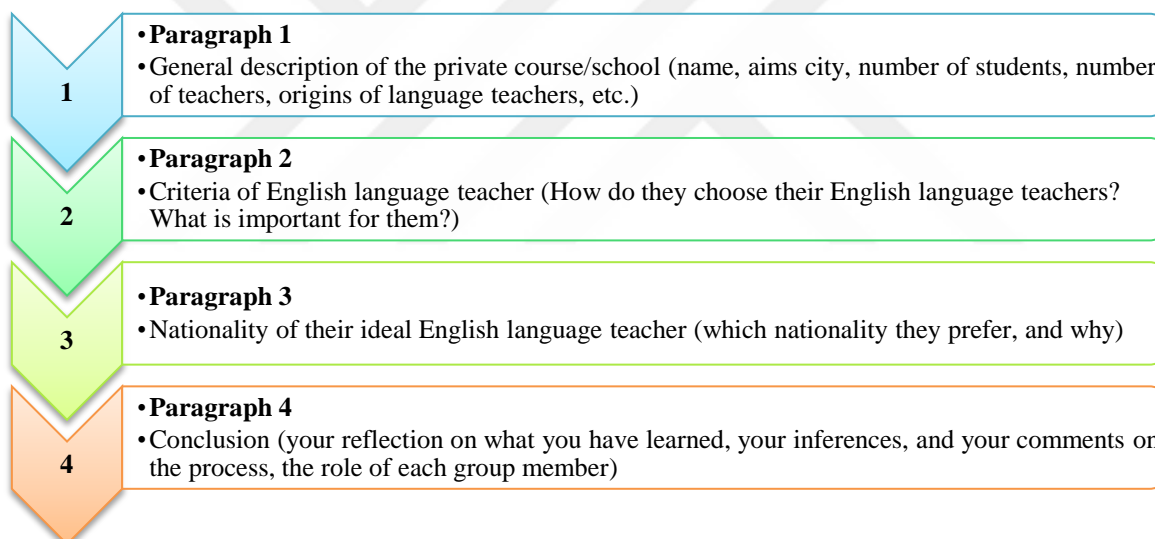 •Paragraph 1
•General description of the private course/school (name, aims city, number of students, number
of teachers, origins of language teachers, etc.)
1
•Paragraph 2
•Criteria of English language teacher (How do they choose their English language teachers?
What is important for them?)
2
•Paragraph 3
•Nationality of their ideal English language teacher (which nationality they prefer, and why)
3
•Paragraph 4
•Conclusion (your reflection on what you have learned, your inferences, and your comments on
the process, the role of each group member)
4